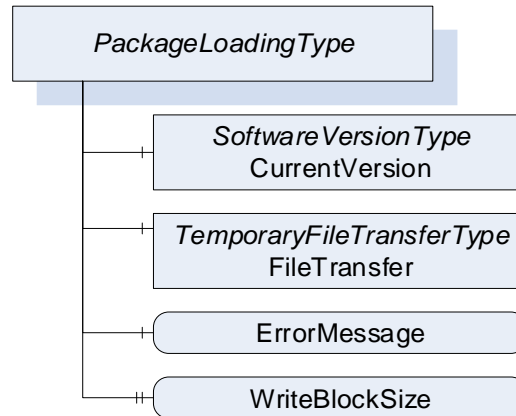 PackageLoadingType
SoftwareVersionType
CurrentVersion
TemporaryFileTransferType
FileTransfer
ErrorMessage
WriteBlockSize